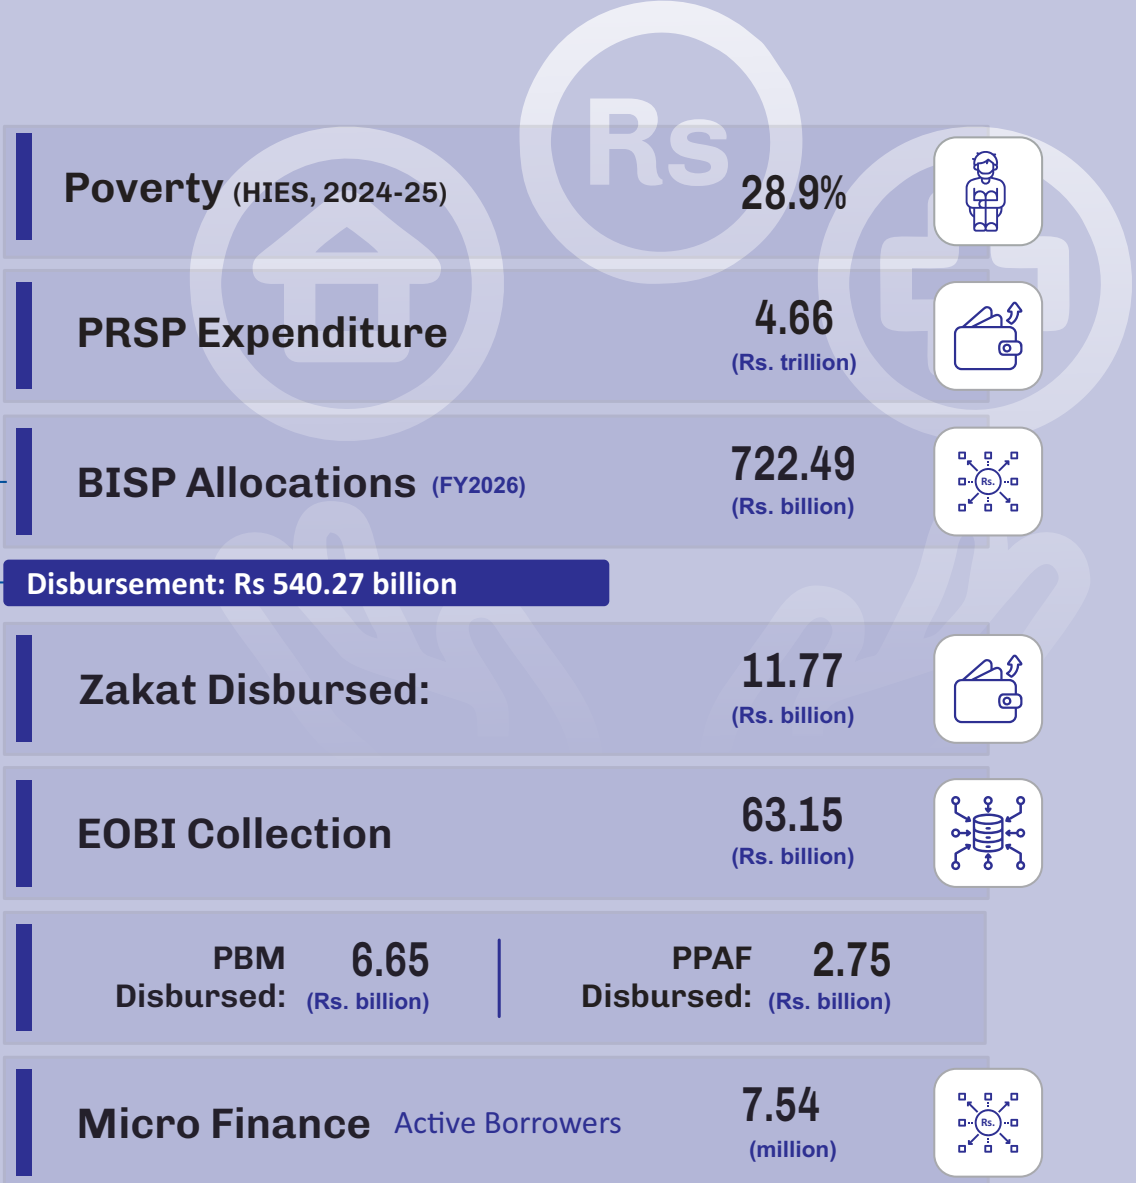 Rs
Poverty (HIES, 2024-25) 28.9%
PRSP Expenditure 4.66
(Rs. trillion)
BISP Allocations (FY2026) 722.49
(Rs. billion)
Rs.
Disbursement: Rs 540.27 billion
Zakat Disbursed: 11.77
(Rs. billion)
EOBI Collection 63.15
(Rs. billion)
PBM Disbursed: 6.65
(Rs. billion)
PPAF Disbursed: 2.75
(Rs. billion)
Micro Finance Active Borrowers 7.54
(million)
Rs.